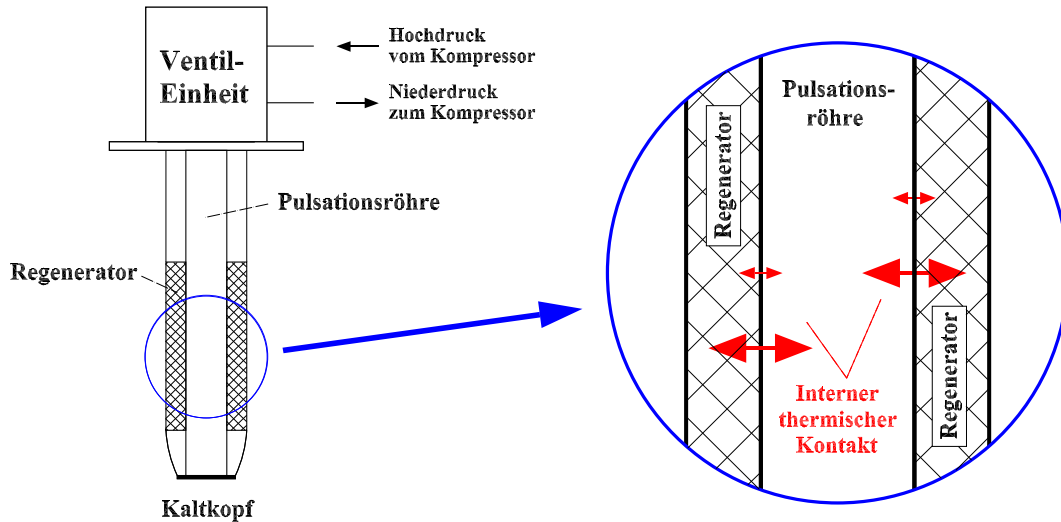 Ventil-
Einheit
Hochdruck
vom Kompressor
Niederdruck
zum Kompressor
Pulsationsröhre
Regenerator
Kaltkopf
Pulsations-
röhre
Regenerator
Regenerator
Interner
thermischer
Kontakt